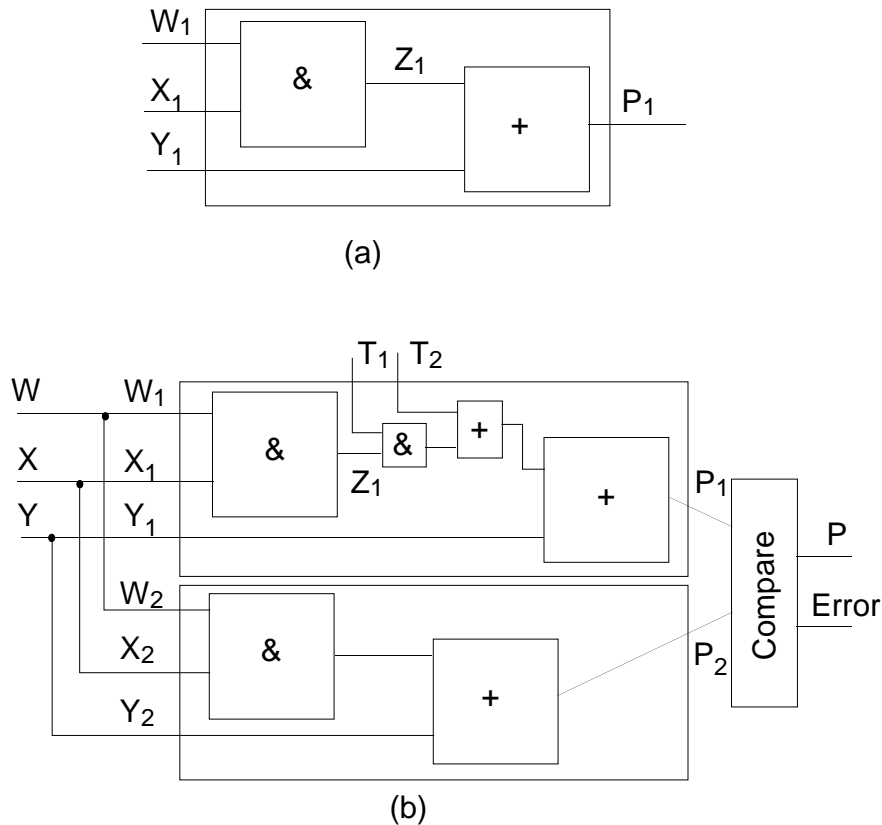 W1
X1
Y1
&
Z1
+
P1
(a)
T1 T2
W W1
X X1
Y Y1
&
Z1
&
+
+
P1
W2
X2
Y2
&
+
P2
Compare
P
Error
(b)